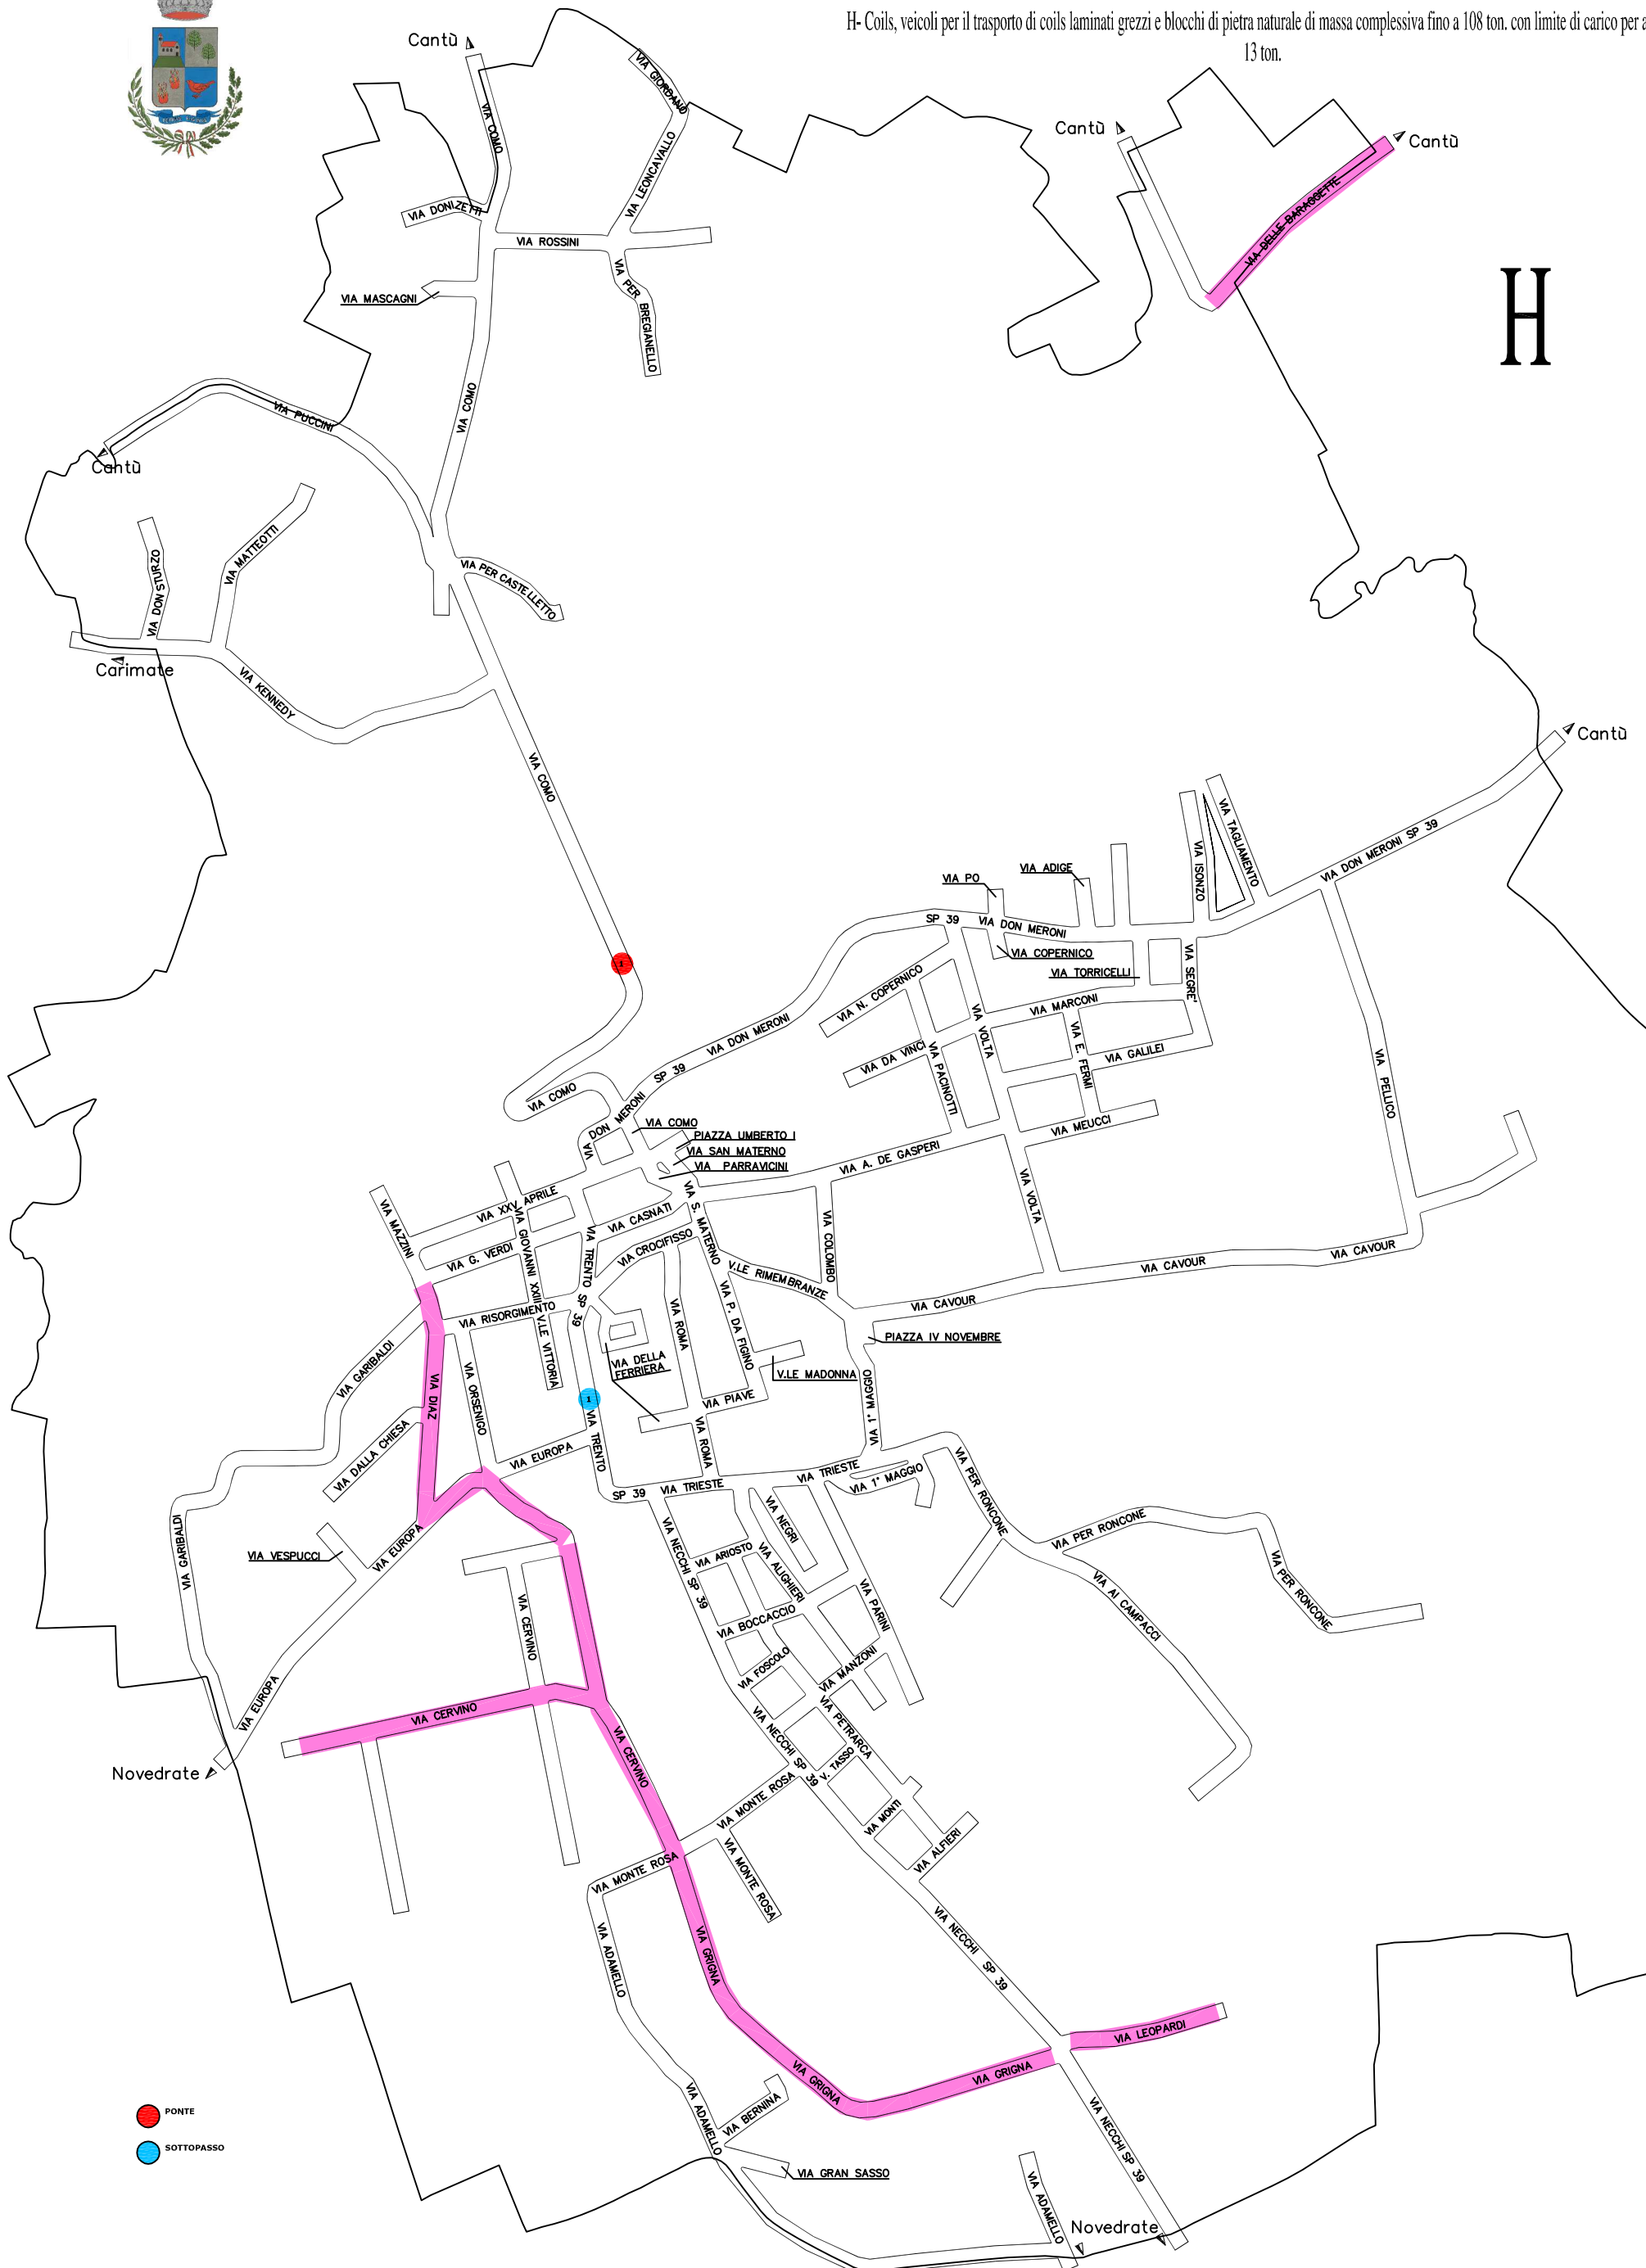 H- Coils, veicoli per il trasporto di coils laminati grezzi e blocchi di pietra naturale di massa complessiva fino a 108 ton. con limite di carico per a
13 ton.
H
Cantù
VIA GIORDANO
VIA COMO
VIA LEONCAVALLO
VIA DONIZETTI
VIA ROSSINI
VIA PER BREGIANELLO
VIA MASCAGNI
VIA COMO
Cantù
Cantù
VIA DELLE BARAGGETTE
VIA PUCCINI
Cantù
VIA MATTEOTTI
VIA DON STURZO
VIA PER CASTELLETTO
Carimate
VIA KENNEDY
VIA COMO
Cantù
VIA TAGLIAMENTO
VIA DON MERONI SP 39
VIA ISONZO
VIA ADIGE
VIA PO
SP 39
VIA DON MERONI
VIA COPERNICO
VIA TORRICELLI
VIA SEGRE'
VIA N. COPERNICO
VIA MARCONI
VIA VOLTA
VIA DON MERONI
VIA DA VINCI
VIA PACINOTTI
VIA E. FERMI
VIA GALILEI
VIA PELLICO
SP 39
VIA COMO
VIA DON MERONI
VIA COMO
PIAZZA UMBERTO I
VIA SAN MATERNO
VIA PARRAVICINI
VIA MEUCCI
VIA A. DE GASPERI
VIA VOLTA
VIA XXV APRILE
VIA MAZZINI
VIA CASNATI
VIA S. MATERNO
VIA GIOVANNI XXIII
VIA G. VERDI
VIA TRENTO
VIA CROCIFISSO
VIA COLOMBO
V.LE RIMEMBRANZE
VIA CAVOUR
VIA CAVOUR
VIA CAVOUR
VIA RISORGIMENTO
SP 39
VIA ROMA
VIA P. DA FIGINO
PIAZZA IV NOVEMBRE
V.LE VITTORIA
VIA DELLA
FERRIERA
V.LE MADONNA
VIA GARIBALDI
VIA DIAZ
VIA ORSENIGO
VIA PIAVE
VIA 1° MAGGIO
VIA TRENTO
VIA ROMA
VIA DALLA CHIESA
VIA EUROPA
SP 39
VIA TRIESTE
VIA TRIESTE
VIA 1° MAGGIO
VIA PER RONCONE
VIA NEGRI
VIA PER RONCONE
VIA GARIBALDI
VIA EUROPA
VIA VESPUCCI
VIA NECCHI SP 39
VIA ARIOSTO
VIA ALIGHIERI
VIA PER RONCONE
VIA AI CAMPACCI
VIA CERVINO
VIA PARINI
VIA BOCCACCIO
VIA FOSCOLO
VIA MANZONI
VIA EUROPA
VIA CERVINO
VIA PETRARCA
VIA NECCHI SP 39
VIA CERVINO
Novedrate
V. TASSO
VIA MONTE ROSA
VIA MONTI
VIA ALFIERI
VIA MONTE ROSA
VIA MONTE ROSA
VIA ADAMELLO
VIA GRIGNA
VIA NECCHI SP 39
VIA LEOPARDI
VIA GRIGNA
VIA GRIGNA
VIA ADAMELLO
VIA BERNINA
VIA NECCHI SP 39
VIA GRAN SASSO
VIA ADAMELLO
Novedrate
PONTE
SOTTOPASSO